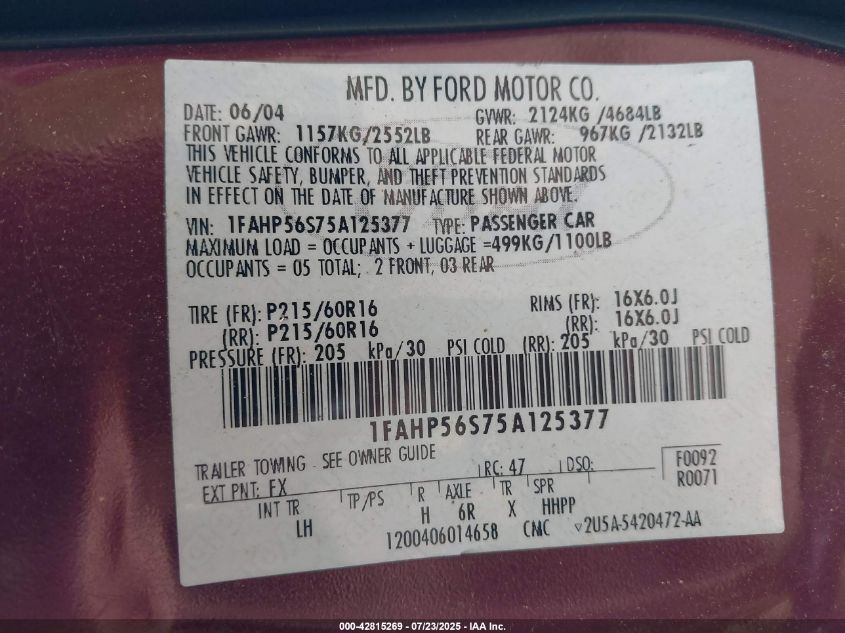 MFD. BY FORD MOTOR CO.
DATE: 06/04 GVWR: 2124KG /4684LB
FRONT GAWR: 1157KG/2552LB REAR GAWR: 967KG /2132LB
THIS VEHICLE CONFORMS TO ALL APPLICABLE FEDERAL MOTOR
VEHICLE SAFETY, BUMPER, AND THEFT PREVENTION STANDARDS
IN EFFECT ON THE DATE OF MANUFACTURE SHOWN ABOVE.
VIN: 1FAHP56S75A125377 TYPE: PASSENGER CAR
MAXIMUM LOAD = OCCUPANTS + LUGGAGE =499KG/1100LB
OCCUPANTS = 05 TOTAL; 2 FRONT, 03 REAR
TIRE (FR): P215/60R16 RIMS (FR): 16X6.0J
(RR): P215/60R16 (RR): 16X6.0J
PRESSURE (FR): 205 kPa/30 PSI COLD (RR): 205 kPa/30 PSI COLD
1FAHP56S75A125377
TRAILER TOWING - SEE OWNER GUIDE RC: 47 DSO: F0092
EXT PNT: FX R0071
INT TR TP/PS R AXLE TR SPR
LH H 6R X HHPP
1200406014658 CMC ▽2U5A-5420472-AA
000-42815269 - 07/23/2025 - IAA Inc.